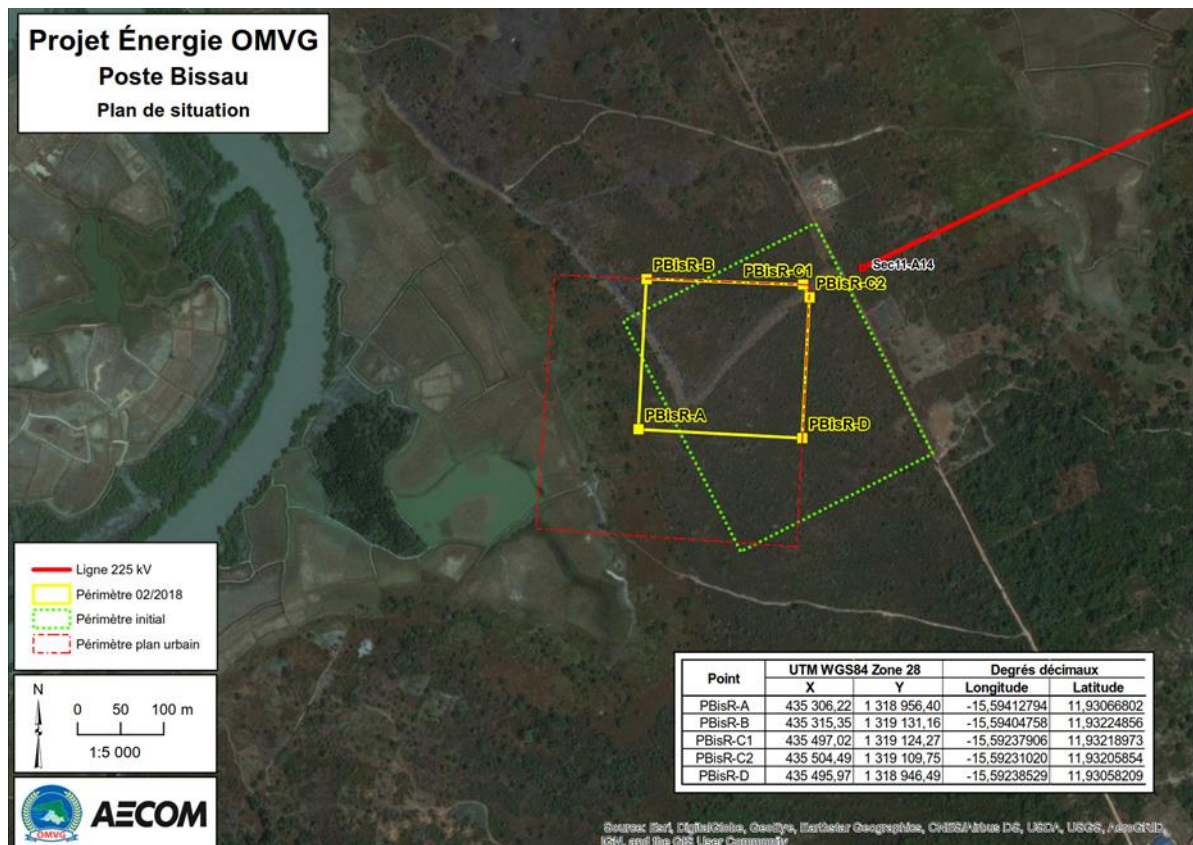 Projet Énergie OMVG
Poste Bissau
Plan de situation
Sec11-A14
PBisR-B
PBisR-C1
PBisR-C2
PBisR-A
PBisR-D
Ligne 225 kV
Périmètre 02/2018
Périmètre initial
Périmètre plan urbain
N
0 50 100 m
1:5 000
OMVG
AECOM
Point UTM WGS84 Zone 28 Degrés décimaux
X Y Longitude Latitude
PBisR-A 435 306,22 1 318 956,40 -15,59412794 11,93066802
PBisR-B 435 315,35 1 319 131,16 -15,59404758 11,93224856
PBisR-C1 435 497,02 1 319 124,27 -15,59237906 11,93218973
PBisR-C2 435 504,49 1 319 109,75 -15,59231020 11,93205854
PBisR-D 435 495,97 1 318 946,49 -15,59238529 11,93058209
Source: Esri, DigitalGlobe, GeoEye, Earthstar Geographics, CNES/Airbus DS, USDA, USGS, AeroGRID,
IGN, and the GIS User Community